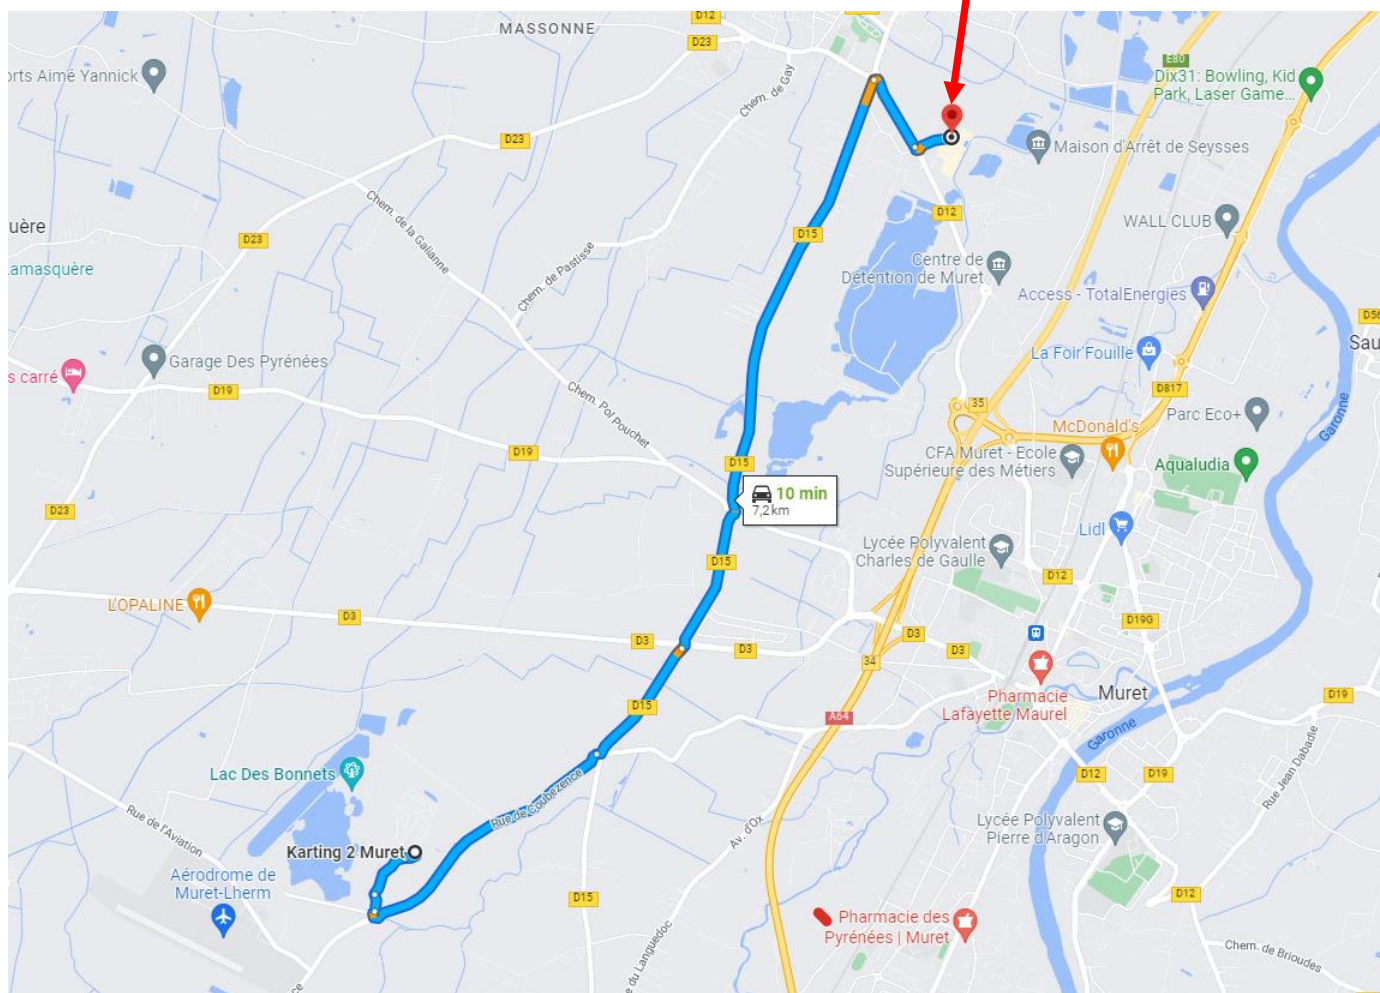 D12
MASSONNE
D23
E80
orts Aimé Yannick
Dix31: Bowling, Kid
Park, Laser Game...
Chem. de Gay
D23
Maison d'Arrêt de Seysses
Chem. de la Galianne
D12
WALL CLUB
uère
D23
D15
Chem. de Pastisse
amasquère
Centre de
Détention de Muret
Access - TotalEnergies
D56
Sau
Garage Des Pyrénées
La Foir'Fouille
s carré
D19
D817
35
Chem. Pol Pouchet
Parc Eco+
Garonne
McDonald's
D19
CFA Muret - Ecole
Supérieure des Métiers
D15
Aqualudia
10 min
7,2 km
D23
Lidl
Lycée Polyvalent
Charles de Gaulle
D15
D12
L'OPALINE
D3
D19G
D3
D3
D3
D3
34
Pharmacie
Lafayette Maurel
Muret
D19
D15
A64
Garonne
Rue Jean Dabadie
Lac Des Bonnets
D12
D19
Rue de Coubezence
Rue de l'Aviation
Av. d'Ox
Lycée Polyvalent
Pierre d'Aragon
Karting 2 Muret
Aérodrome de
Muret-Lherm
D15
D12
Pharmacie des
Pyrénées | Muret
e du Languedoc
Chem. de Brioudes
ce